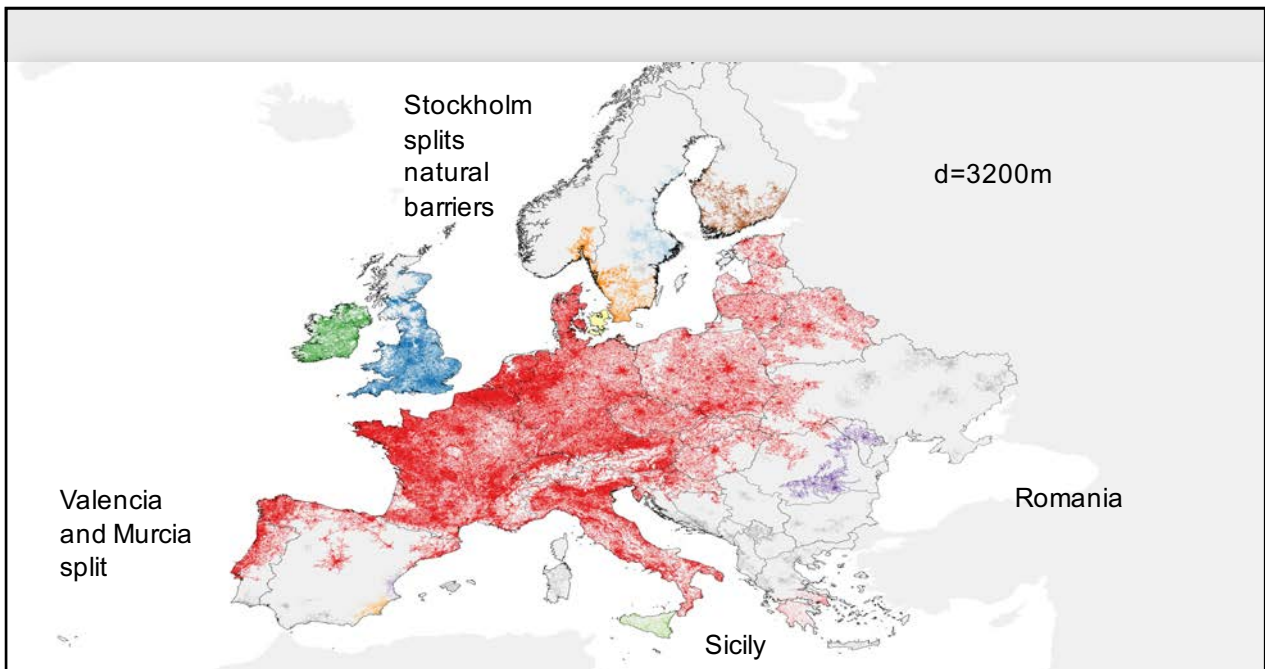 Stockholm
splits
natural
barriers
d=3200m
Valencia
and Murcia
split
Romania
Sicily